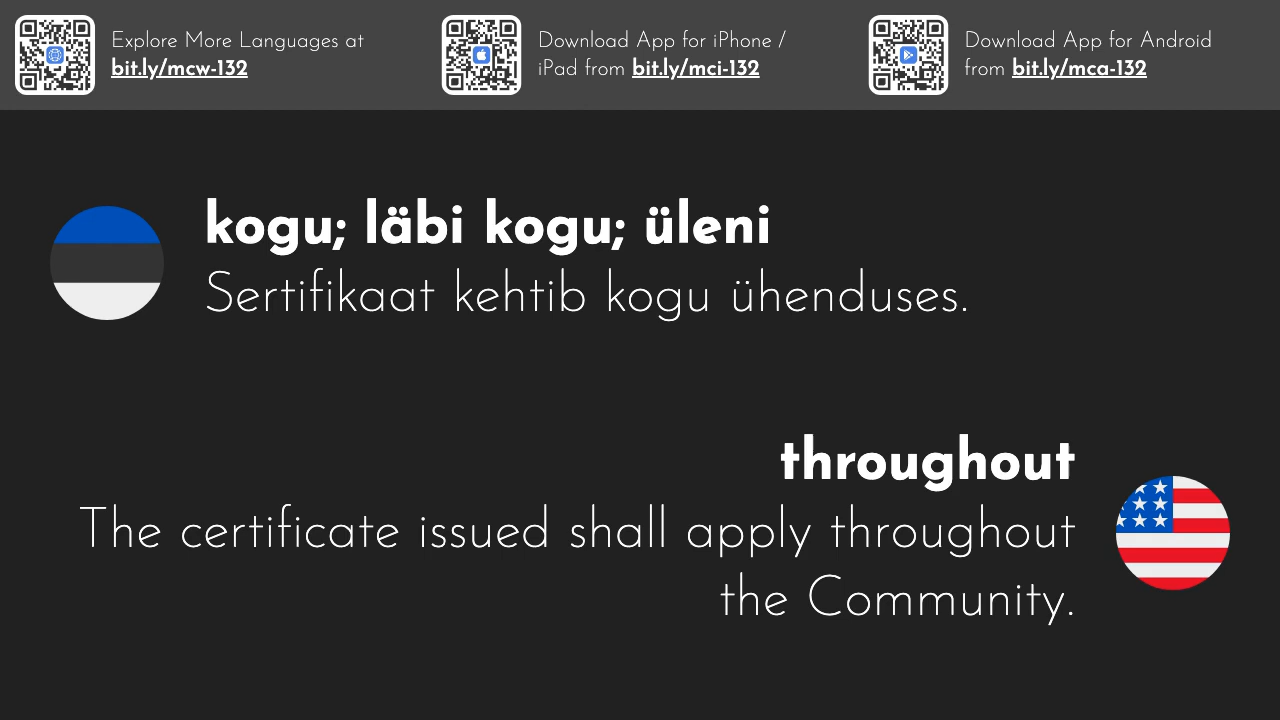 Explore More Languages at
bit.ly/mcw-132
Download App for iPhone /
iPad from bit.ly/mci-132
Download App for Android
from bit.ly/mca-132
kogu; läbi kogu; üleni
Sertifikaat kehtib kogu ühenduses.
throughout
The certificate issued shall apply throughout
the Community.